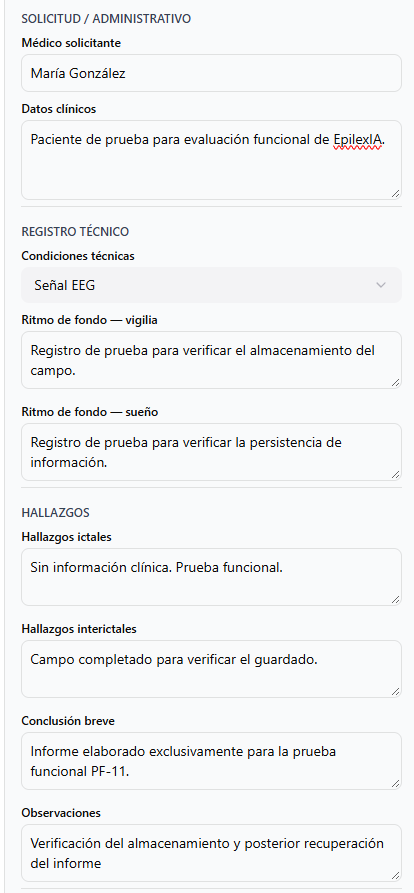 SOLICITUD / ADMINISTRATIVO
Médico solicitante
María González
Datos clínicos
Paciente de prueba para evaluación funcional de EpilexIA.
REGISTRO TÉCNICO
Condiciones técnicas
Señal EEG
Ritmo de fondo — vigilia
Registro de prueba para verificar el almacenamiento del
campo.
Ritmo de fondo — sueño
Registro de prueba para verificar la persistencia de
información.
HALLAZGOS
Hallazgos ictales
Sin información clínica. Prueba funcional.
Hallazgos interictales
Campo completado para verificar el guardado.
Conclusión breve
Informe elaborado exclusivamente para la prueba
funcional PF-11.
Observaciones
Verificación del almacenamiento y posterior recuperación
del informe